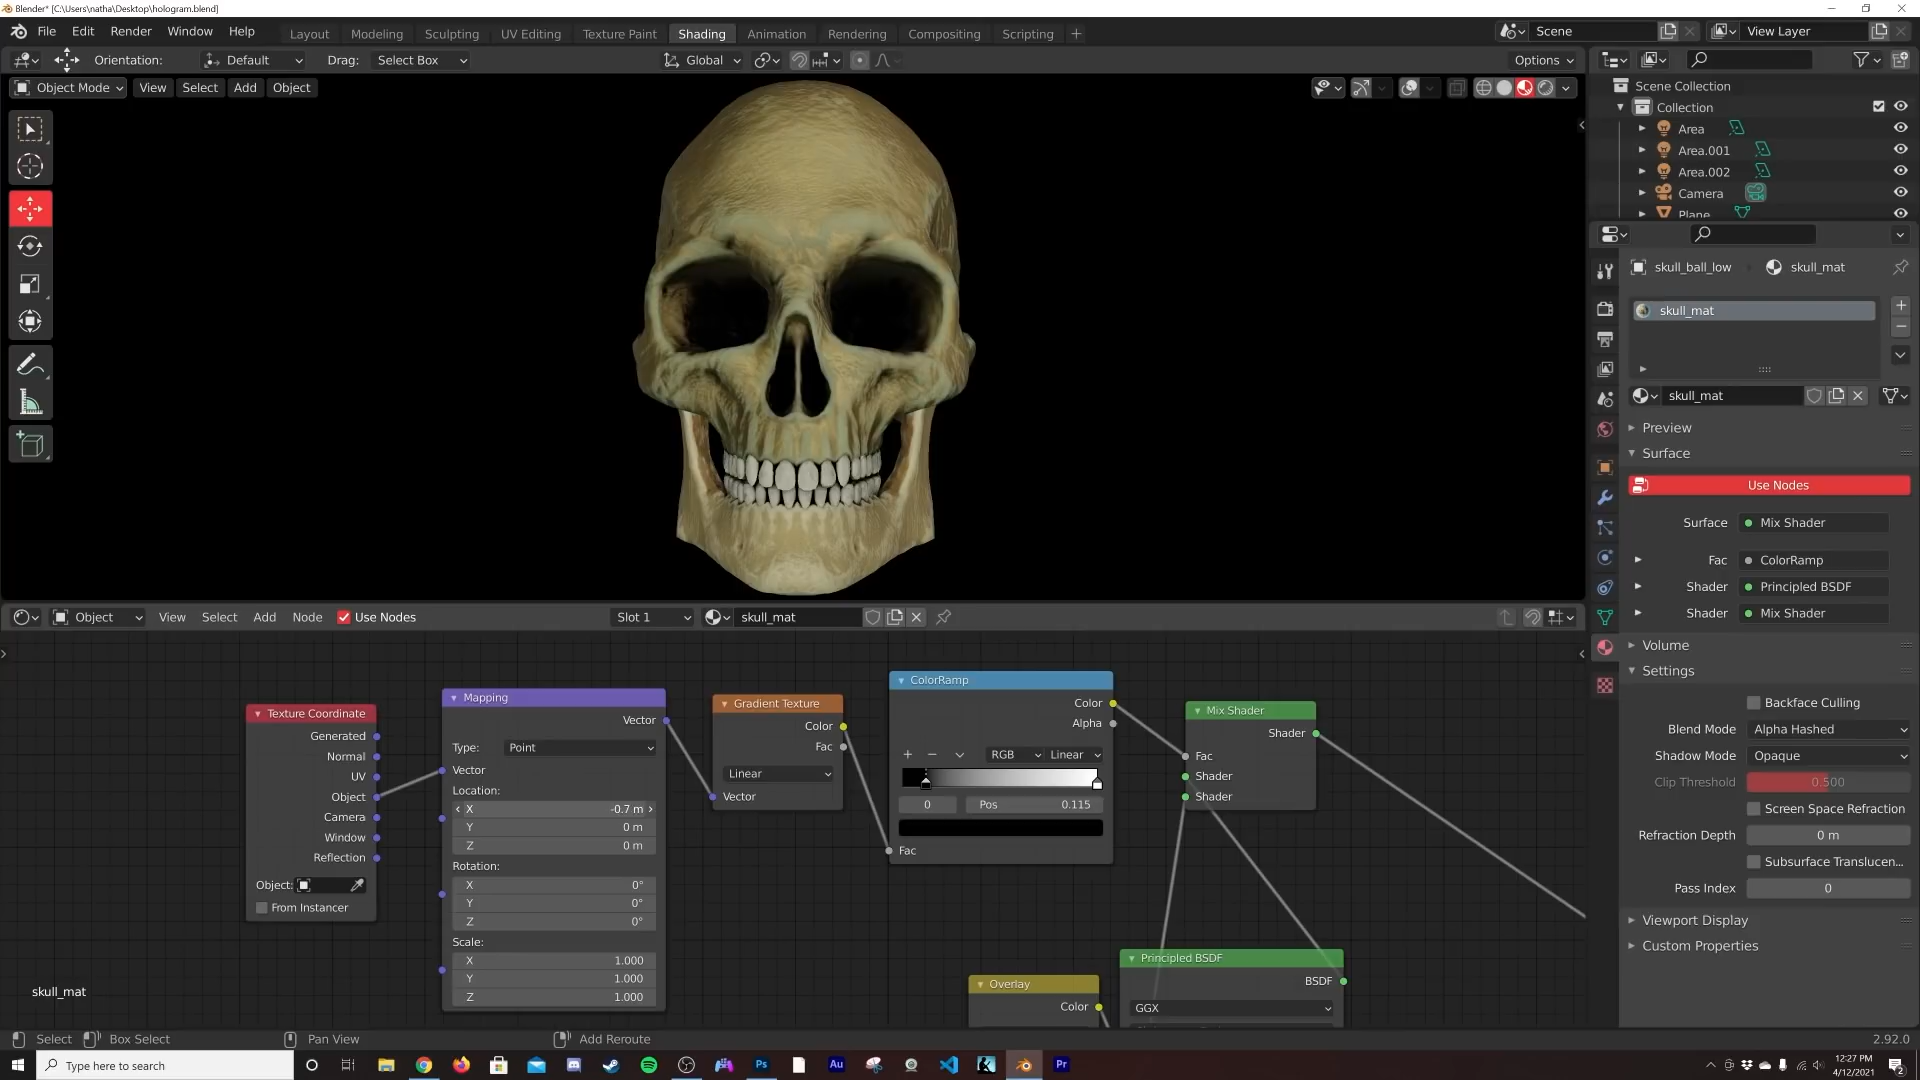 Blender* [C:\Users\natha\Desktop\hologram.blend]
File Edit Render Window Help Layout Modeling Sculpting UV Editing Texture Paint Shading Animation Rendering Compositing Scripting + Scene View Layer
Orientation: Default Drag: Select Box Global Options
Object Mode View Select Add Object
Scene Collection
Collection
Area
Area.001
Area.002
Camera
Plane
skull_ball_low skull_mat
skull_mat
skull_mat
Preview
Surface
Use Nodes
Surface Mix Shader
Fac ColorRamp
Shader Principled BSDF
Shader Mix Shader
Volume
Settings
Backface Culling
Blend Mode Alpha Hashed
Shadow Mode Opaque
Clip Threshold 0.500
Screen Space Refraction
Refraction Depth 0 m
Subsurface Translucen...
Pass Index 0
Viewport Display
Custom Properties
Object View Select Add Node Use Nodes Slot 1 skull_mat
Texture Coordinate
Generated
Normal
UV
Object
Camera
Window
Reflection
Object:
From Instancer
Mapping
Vector
Type: Point
Vector
Location:
X -0.7 m
Y 0 m
Z 0 m
Rotation:
X 0°
Y 0°
Z 0°
Scale:
X 1.000
Y 1.000
Z 1.000
Gradient Texture
Color
Fac
Linear
Vector
ColorRamp
Color
Alpha
RGB Linear
0 Pos 0.115
Fac
Mix Shader
Shader
Fac
Shader
Shader
Overlay
Color
Principled BSDF
BSDF
GGX
skull_mat
Select Box Select Pan View Add Reroute 2.92.0
Type here to search
Ps Au Pr
12:27 PM
4/12/2021
2